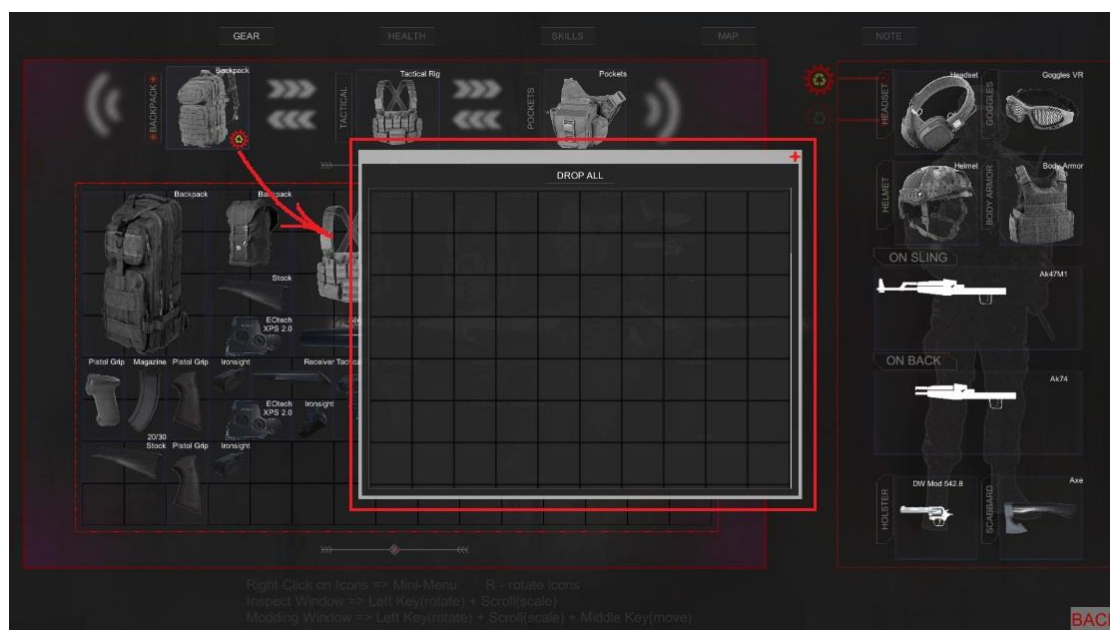 GEAR
HEALTH
SKILLS
MAP
NOTE
BACKPACK
Backpack
TACTICAL
Tactical Rig
POCKETS
Pockets
HEADSET
Headset
GOGGLES
Goggles VR
HELMET
Helmet
BODY ARMOR
Body Armor
DROP ALL
Backpack
Backpack
Stock
EOtech
XPS 2.0
Pistol Grip
Magazine
Pistol Grip
Ironsight
Receiver Tactical
20/30
EOtech
XPS 2.0
Ironsight
Stock
Pistol Grip
Ironsight
ON SLING
Ak47M1
ON BACK
Ak74
HOLSTER
DW Mod 542.8
SCABBARD
Axe
Right Click on Icons => Mini-Menu R - rotate icons
Inspect Window => Left Key(rotate) + Scroll(scale)
Modding Window => Left Key(rotate) + Scroll(scale) + Middle Key(move)
BACK